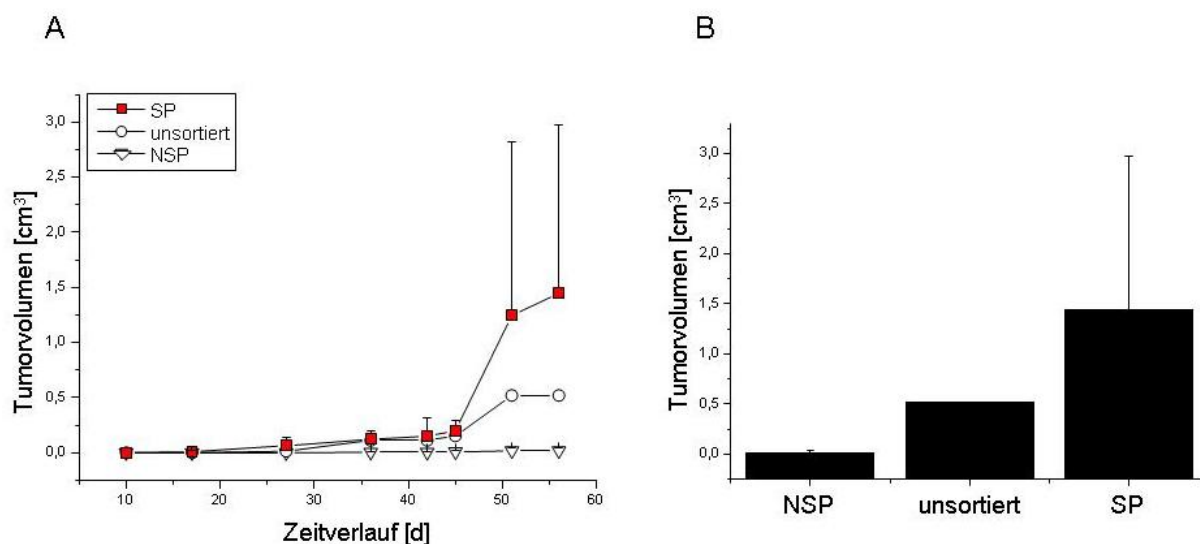 A
SP
unsortiert
NSP
Tumorvolumen [cm³]
3,0
2,5
2,0
1,5
1,0
0,5
0,0
10
20
30
40
50
60
Zeitverlauf [d]
B
Tumorvolumen [cm³]
3,0
2,5
2,0
1,5
1,0
0,5
0,0
NSP
unsortiert
SP